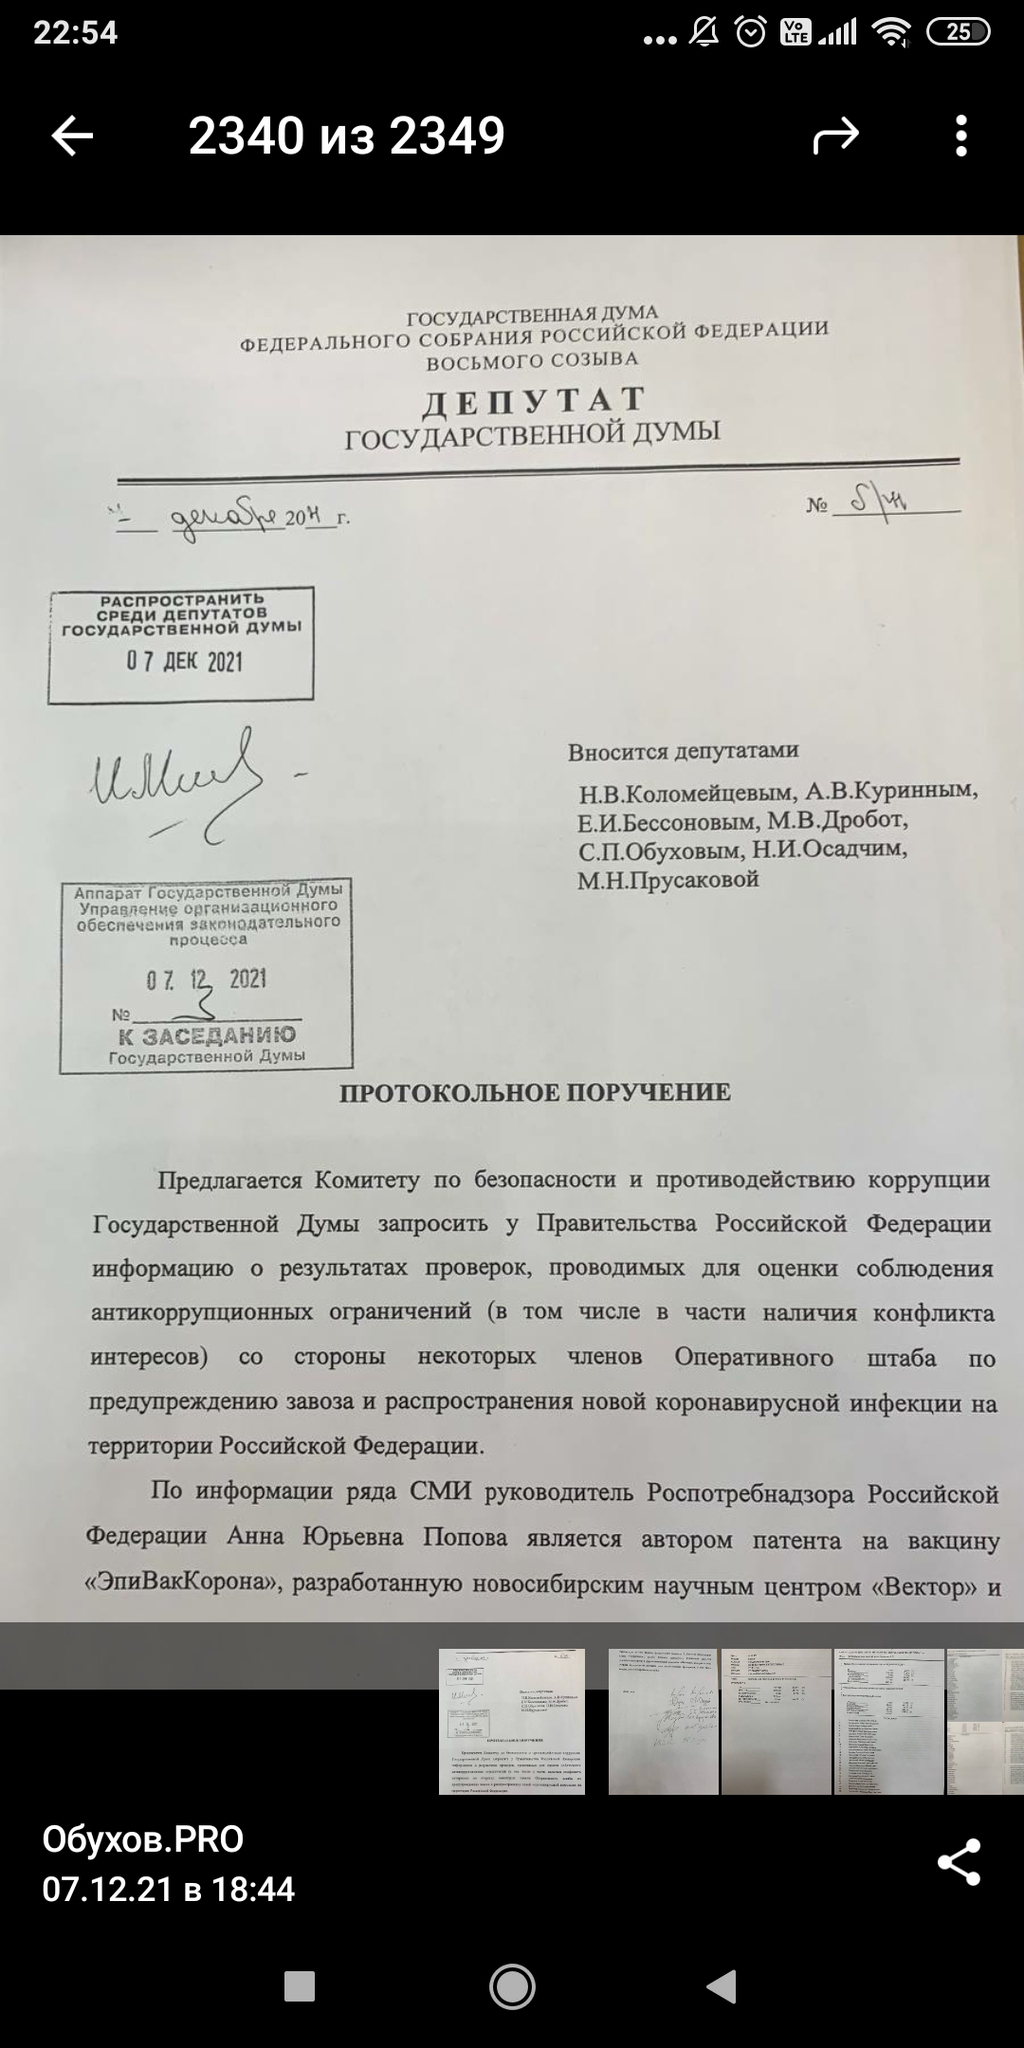 22:54
Vo LTE
25
2340 из 2349
ГОСУДАРСТВЕННАЯ ДУМА
ФЕДЕРАЛЬНОГО СОБРАНИЯ РОССИЙСКОЙ ФЕДЕРАЦИИ
ВОСЬМОГО СОЗЫВА
ДЕПУТАТ
ГОСУДАРСТВЕННОЙ ДУМЫ
декабре 20 г.
№ б/н
РАСПРОСТРАНИТЬ
СРЕДИ ДЕПУТАТОВ
ГОСУДАРСТВЕННОЙ ДУМЫ
07 ДЕК 2021
Вносится депутатами
Н.В.Коломейцевым, А.В.Куринным,
Е.И.Бессоновым, М.В.Дробот,
С.П.Обуховым, Н.И.Осадчим,
М.Н.Прусаковой
Аппарат Государственной Думы
Управление организационного
обеспечения законодательного
процесса
07. 12 2021
№ 3
К ЗАСЕДАНИЮ
Государственной Думы
ПРОТОКОЛЬНОЕ ПОРУЧЕНИЕ
Предлагается Комитету по безопасности и противодействию коррупции
Государственной Думы запросить у Правительства Российской Федерации
информацию о результатах проверок, проводимых для оценки соблюдения
антикоррупционных ограничений (в том числе в части наличия конфликта
интересов) со стороны некоторых членов Оперативного штаба по
предупреждению завоза и распространения новой коронавирусной инфекции на
территории Российской Федерации.
По информации ряда СМИ руководитель Роспотребнадзора Российской
Федерации Анна Юрьевна Попова является автором патента на вакцину
«ЭпиВакКорона», разработанную новосибирским научным центром «Вектор» и
Обухов.PRO
07.12.21 в 18:44